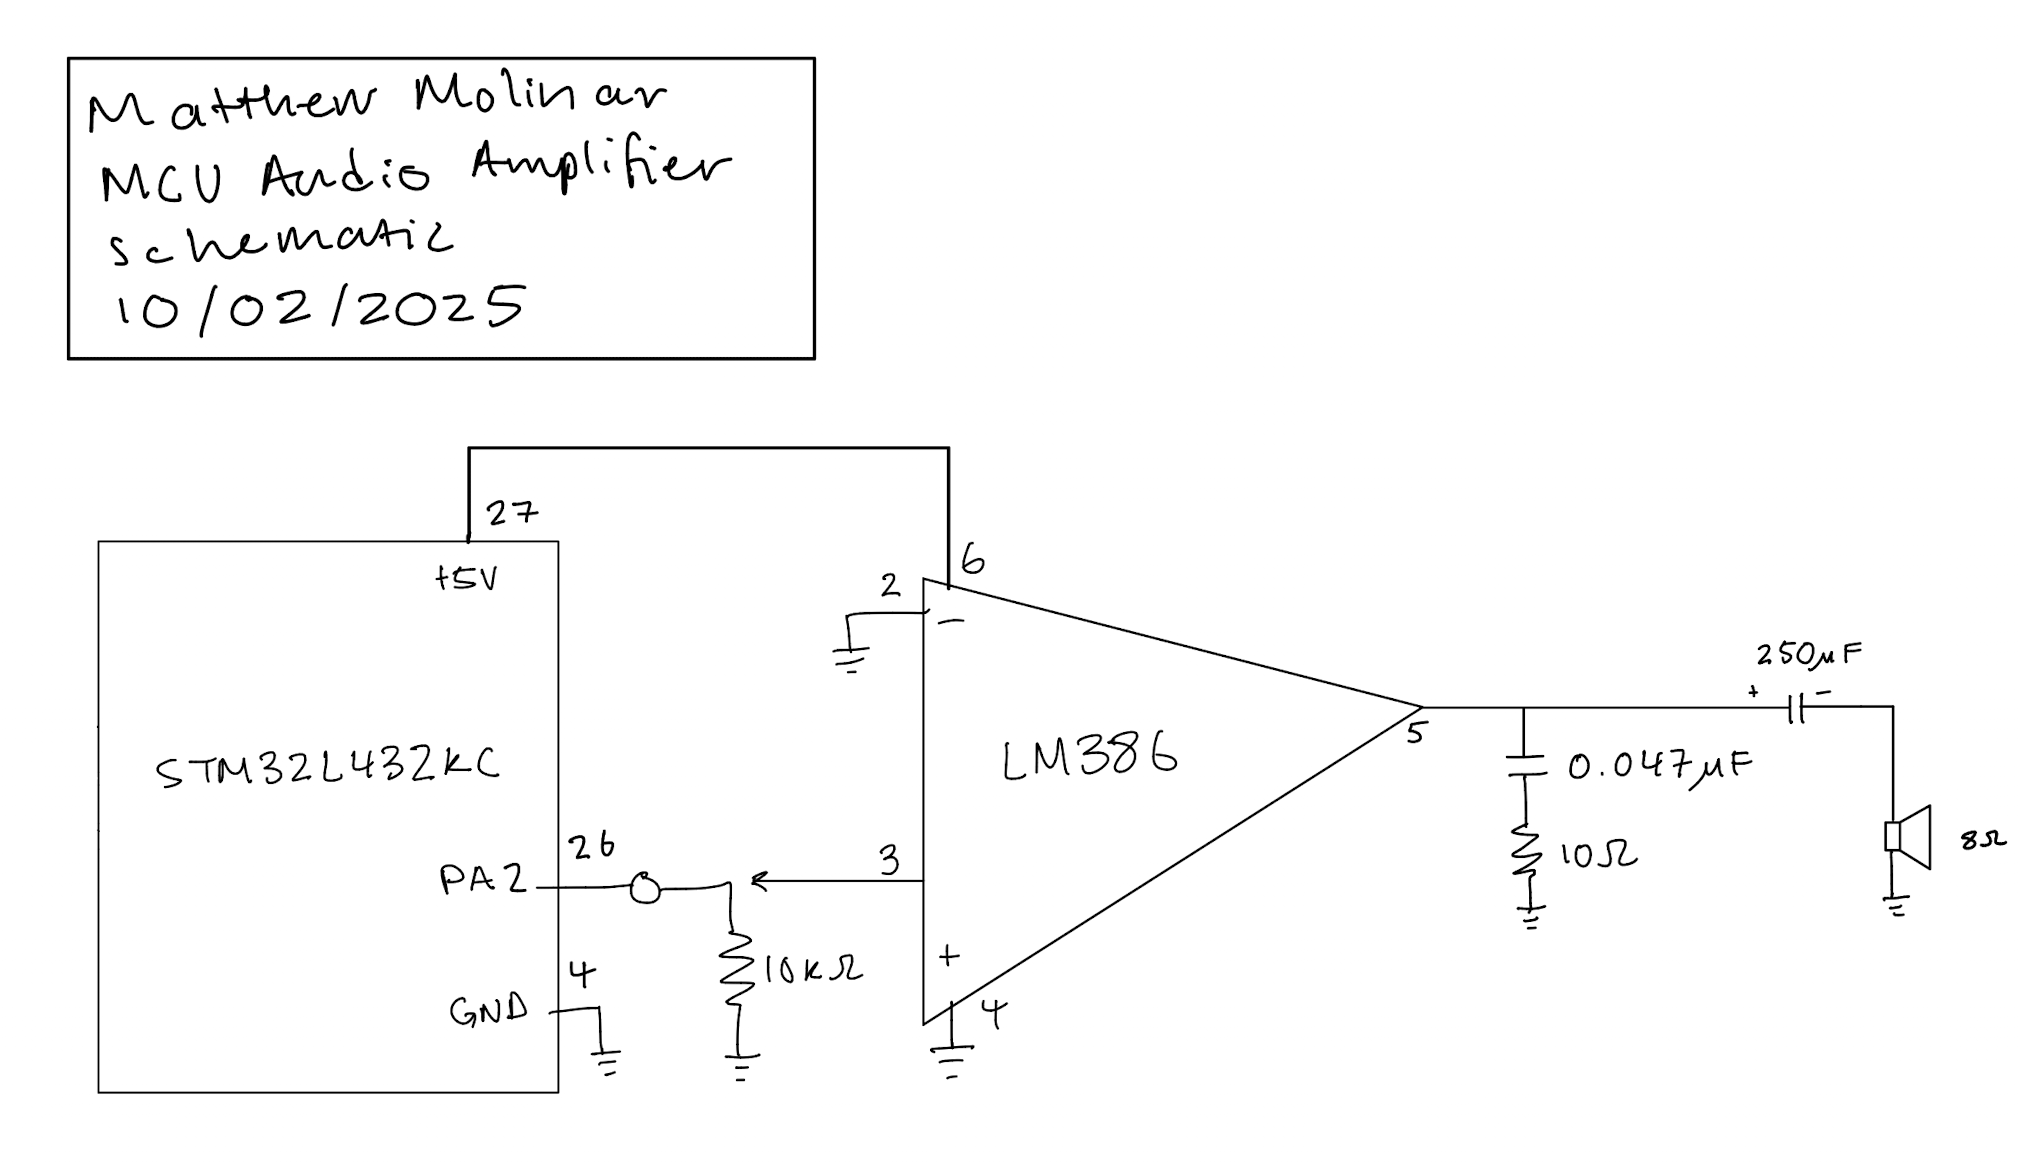 Matthew Molinar
MCU Audio Amplifier
schematic
10/02/2025
27
+5V
6
2
-
250μF
+ -
5
STM32L432KC
LM386
0.047μF
26
3
PA2
10Ω
8Ω
+
10kΩ
4
GND
4